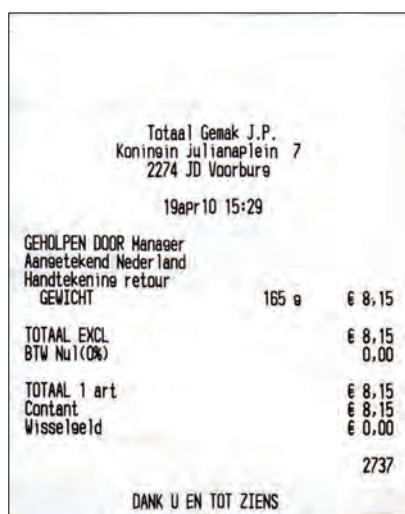 Totaal Gemak J.P.
Koningin Julianaplein 7
2274 JD Voorburg
19apr10 15:29
GEHOLPEN DOOR Manager
Aangetekend Nederland
Handtekening retour
GEWICHT 165 g € 8,15
TOTAAL EXCL € 8,15
BTW Nul(0%) 0,00
TOTAAL 1 art € 8,15
Contant € 8,15
Wisselgeld € 0,00
2737
DANK U EN TOT ZIENS